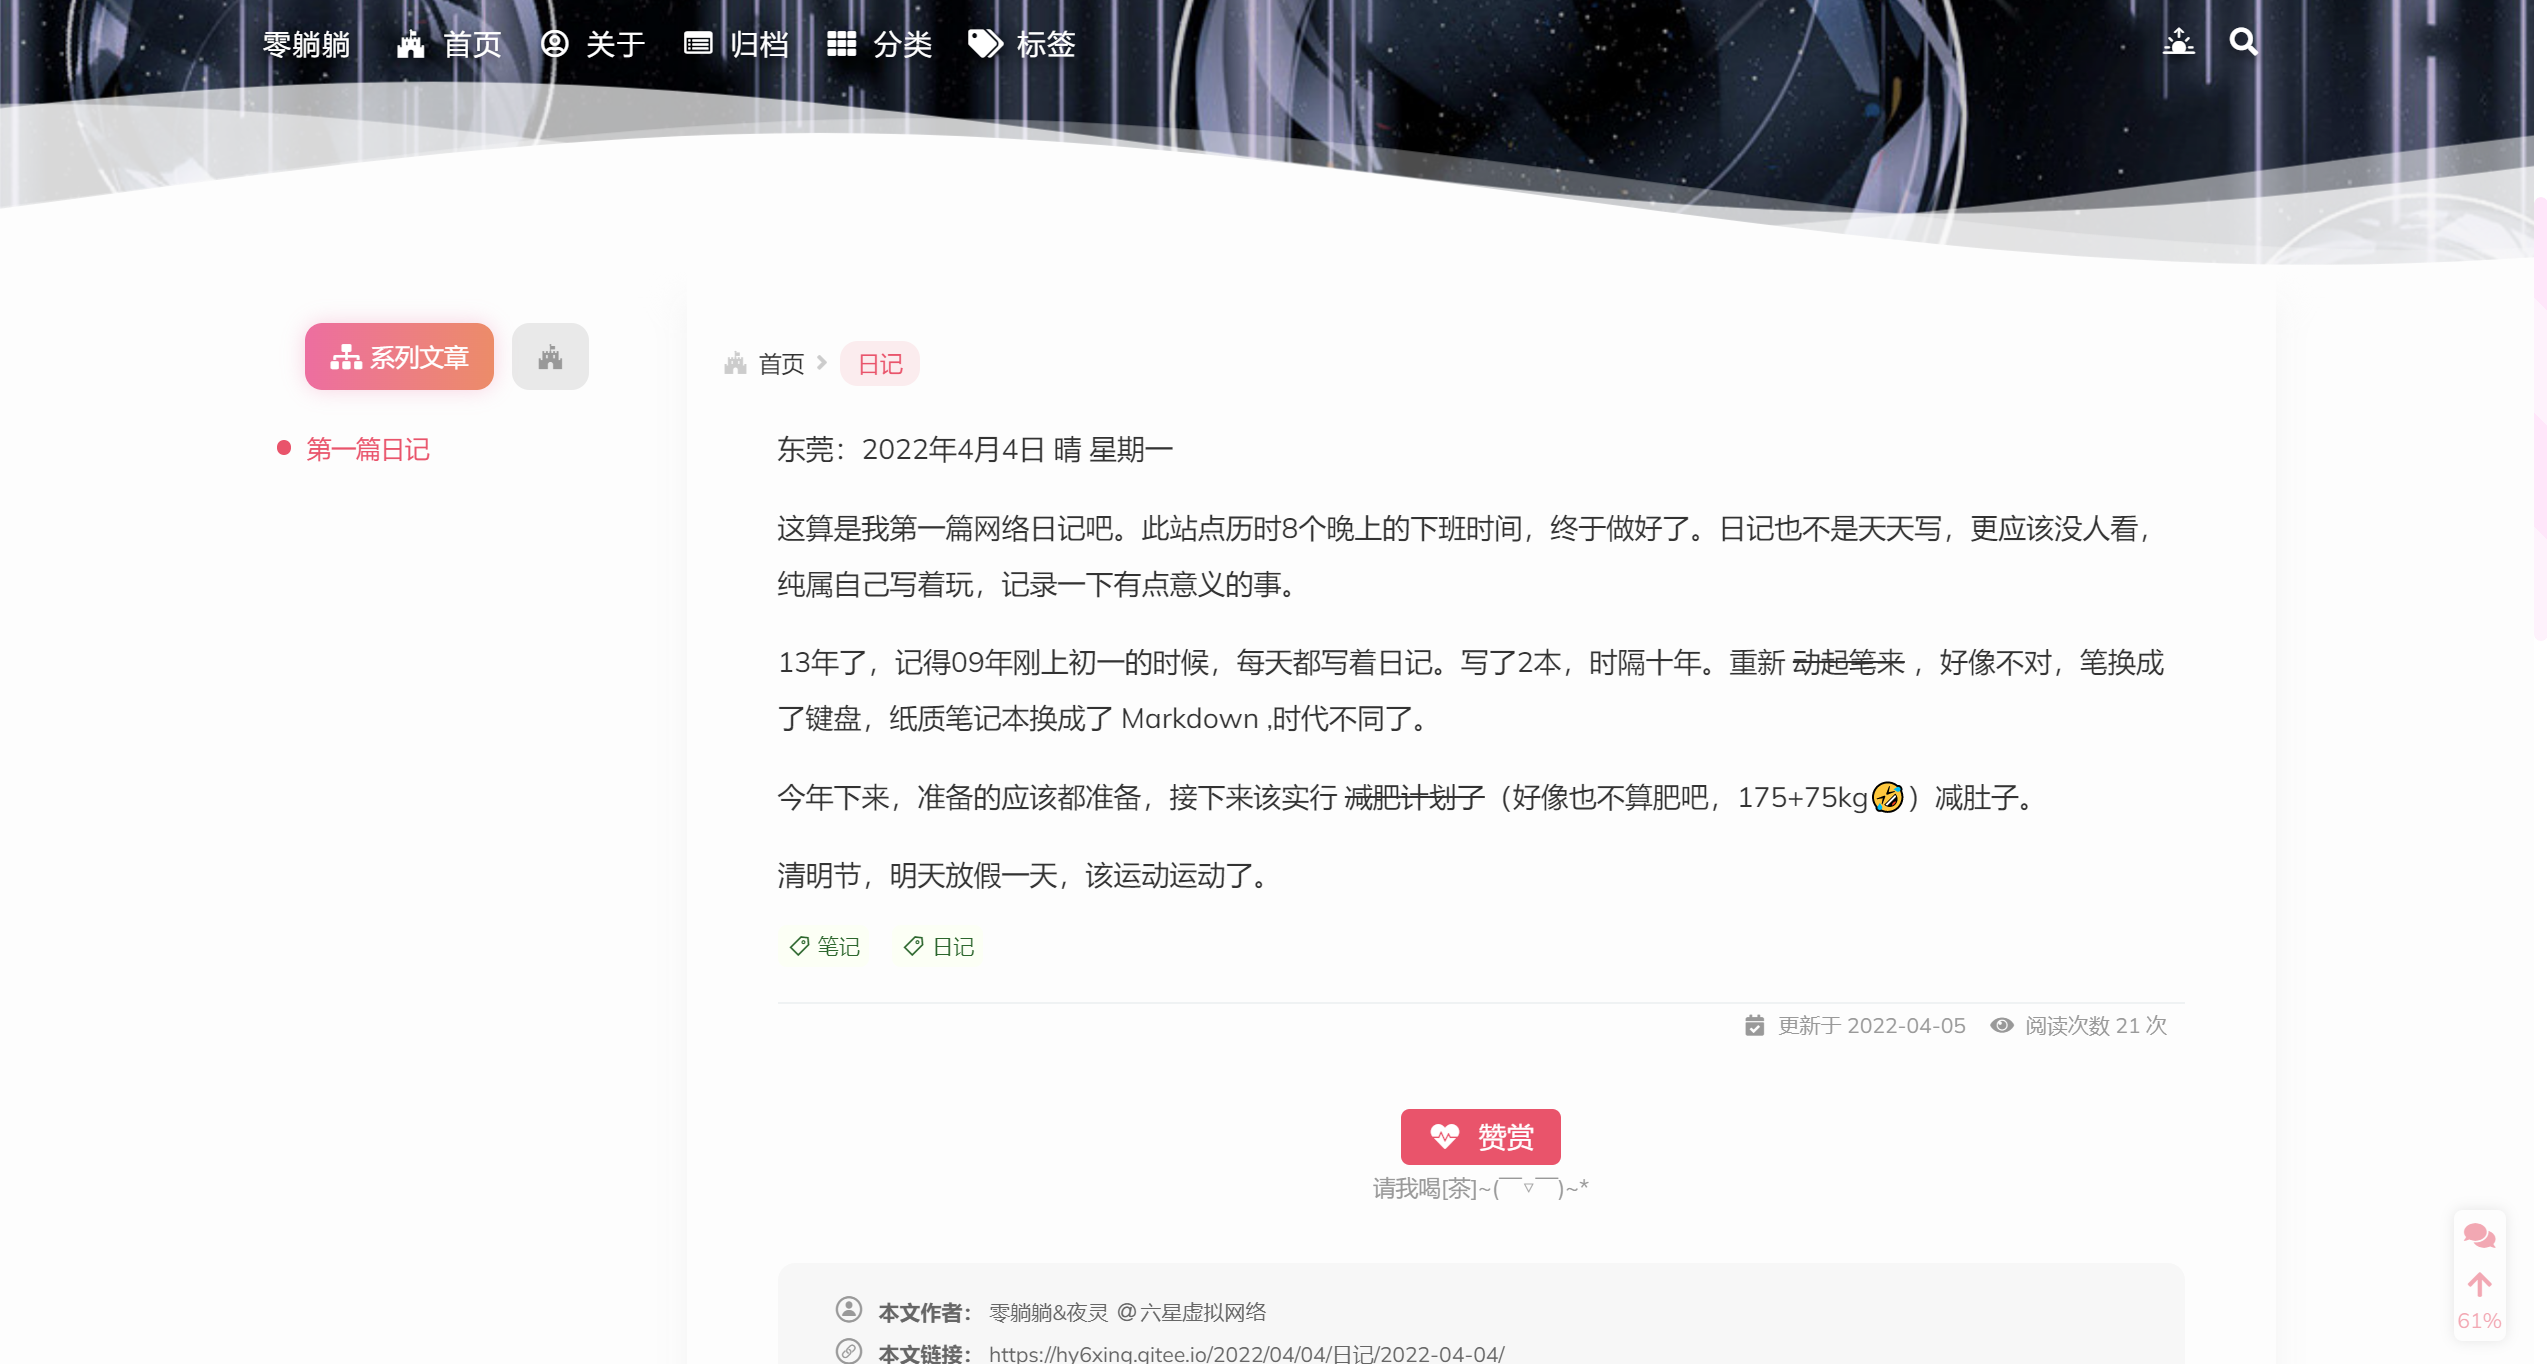 零躺躺 首页 关于 归档 分类 标签
系列文章
第一篇日记
首页 日记
东莞：2022年4月4日 晴 星期一
这算是我第一篇网络日记吧。此站点历时8个晚上的下班时间，终于做好了。日记也不是天天写，更应该没人看，
纯属自己写着玩，记录一下有点意义的事。
13年了，记得09年刚上初一的时候，每天都写着日记。写了2本，时隔十年。重新 动起笔来 ，好像不对，笔换成
了键盘，纸质笔记本换成了 Markdown ,时代不同了。
今年下来，准备的应该都准备，接下来该实行 减肥计划了（好像也不算肥吧，175+75kg🤣）减肚子。
清明节，明天放假一天，该运动运动了。
笔记 日记
更新于 2022-04-05 阅读次数 21 次
赞赏
请我喝[茶]~(￣▽￣)~*
本文作者： 零躺躺&夜灵 @六星虚拟网络
本文链接： https://hy6xing.gitee.io/2022/04/04/日记/2022-04-04/
61%